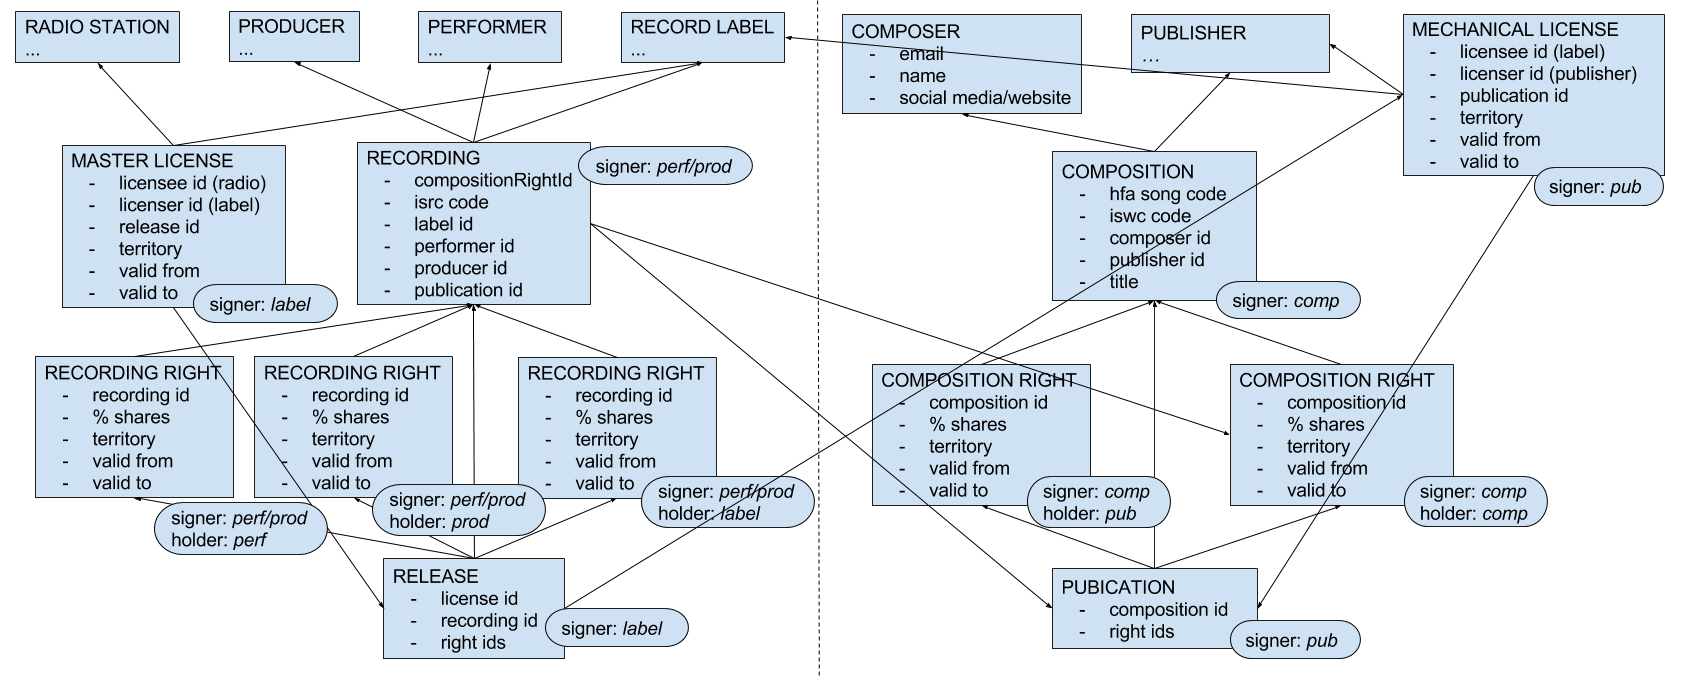 RADIO STATION
...
PRODUCER
...
PERFORMER
...
RECORD LABEL
...
COMPOSER
- email
- name
- social media/website
PUBLISHER
...
MECHANICAL LICENSE
- licensee id (label)
- licenser id (publisher)
- publication id
- territory
- valid from
- valid to
signer: pub
MASTER LICENSE
- licensee id (radio)
- licenser id (label)
- release id
- territory
- valid from
- valid to
signer: label
RECORDING
- compositionRightId
- isrc code
- label id
- performer id
- producer id
- publication id
signer: perf/prod
COMPOSITION
- hfa song code
- iswc code
- composer id
- publisher id
- title
signer: comp
RECORDING RIGHT
- recording id
- % shares
- territory
- valid from
- valid to
signer: perf/prod
holder: perf
RECORDING RIGHT
- recording id
- % shares
- territory
- valid from
- valid to
signer: perf/prod
holder: prod
RECORDING RIGHT
- recording id
- % shares
- territory
- valid from
- valid to
signer: perf/prod
holder: label
COMPOSITION RIGHT
- composition id
- % shares
- territory
- valid from
- valid to
signer: comp
holder: pub
COMPOSITION RIGHT
- composition id
- % shares
- territory
- valid from
- valid to
signer: comp
holder: comp
RELEASE
- license id
- recording id
- right ids
signer: label
PUBICATION
- composition id
- right ids
signer: pub